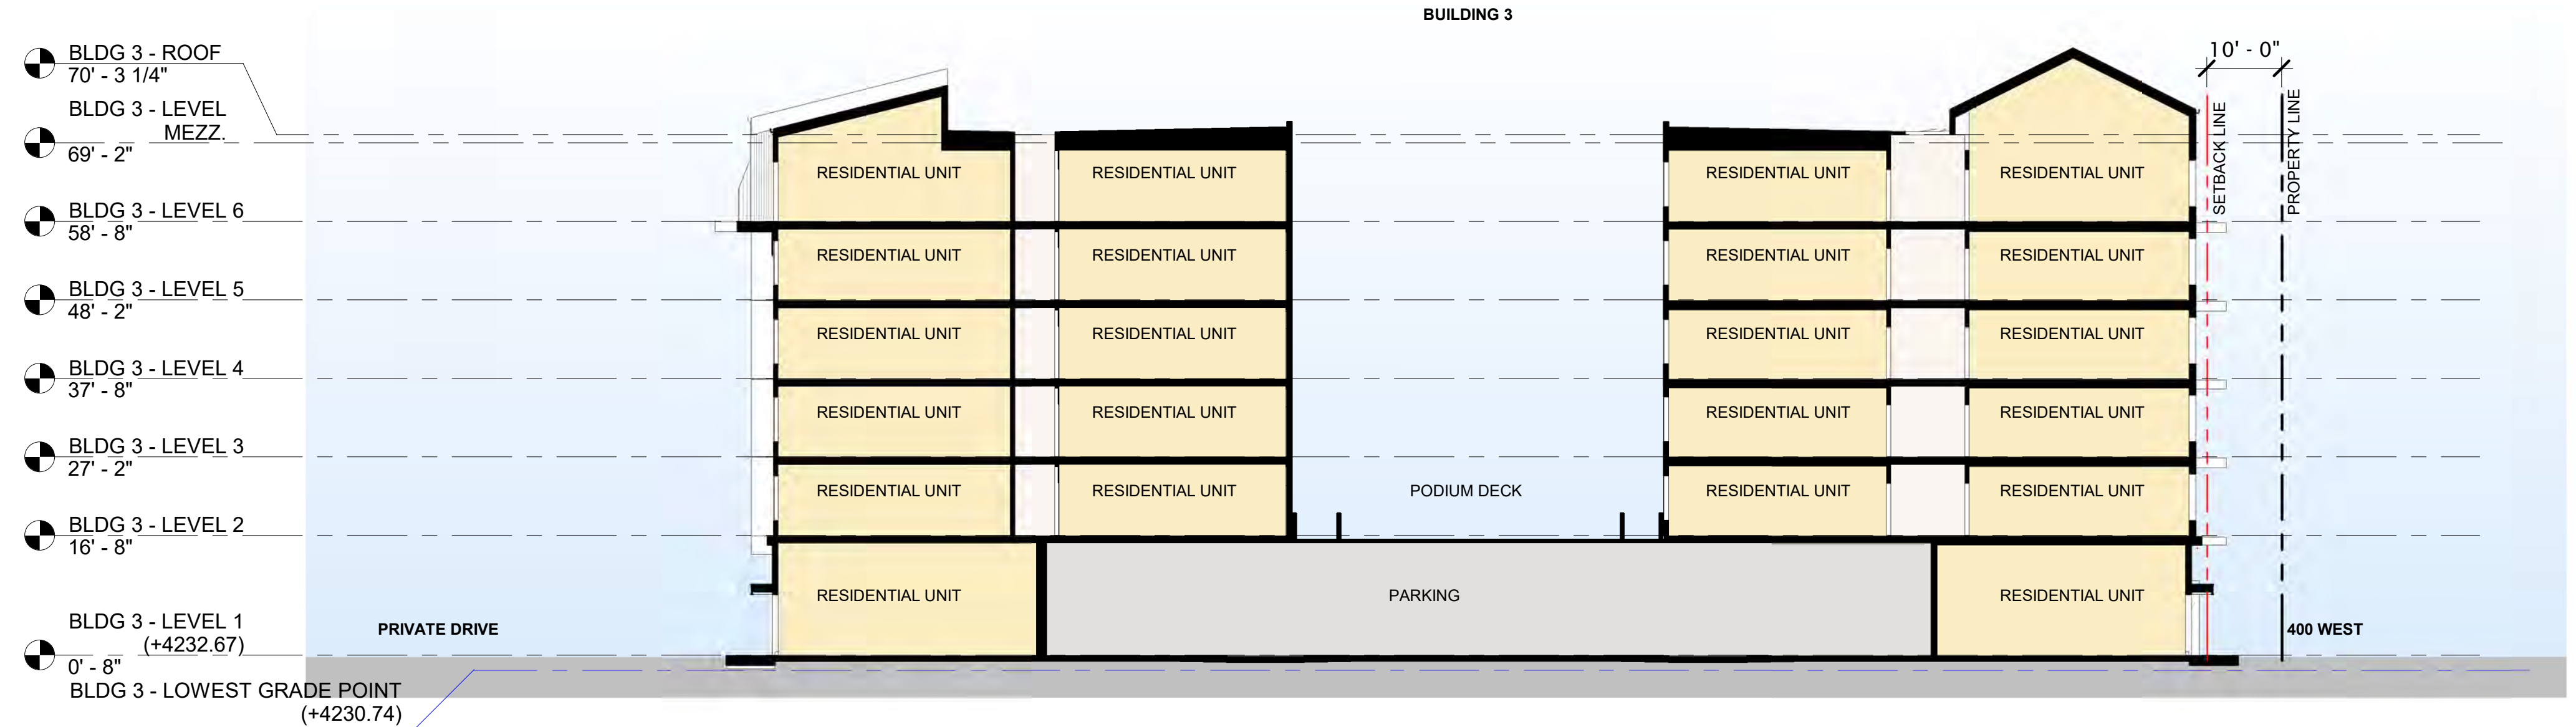 BUILDING 3
BLDG 3 - ROOF
70' - 3 1/4"
10' - 0"
BLDG 3 - LEVEL
MEZZ.
69' - 2"
SETBACK LINE
PROPERTY LINE
RESIDENTIAL UNIT
RESIDENTIAL UNIT
RESIDENTIAL UNIT
RESIDENTIAL UNIT
BLDG 3 - LEVEL 6
58' - 8"
RESIDENTIAL UNIT
RESIDENTIAL UNIT
RESIDENTIAL UNIT
RESIDENTIAL UNIT
BLDG 3 - LEVEL 5
48' - 2"
RESIDENTIAL UNIT
RESIDENTIAL UNIT
RESIDENTIAL UNIT
RESIDENTIAL UNIT
BLDG 3 - LEVEL 4
37' - 8"
RESIDENTIAL UNIT
RESIDENTIAL UNIT
RESIDENTIAL UNIT
RESIDENTIAL UNIT
BLDG 3 - LEVEL 3
27' - 2"
RESIDENTIAL UNIT
RESIDENTIAL UNIT
PODIUM DECK
RESIDENTIAL UNIT
RESIDENTIAL UNIT
BLDG 3 - LEVEL 2
16' - 8"
RESIDENTIAL UNIT
PARKING
RESIDENTIAL UNIT
BLDG 3 - LEVEL 1
(+4232.67)
0' - 8"
PRIVATE DRIVE
400 WEST
BLDG 3 - LOWEST GRADE POINT
(+4230.74)